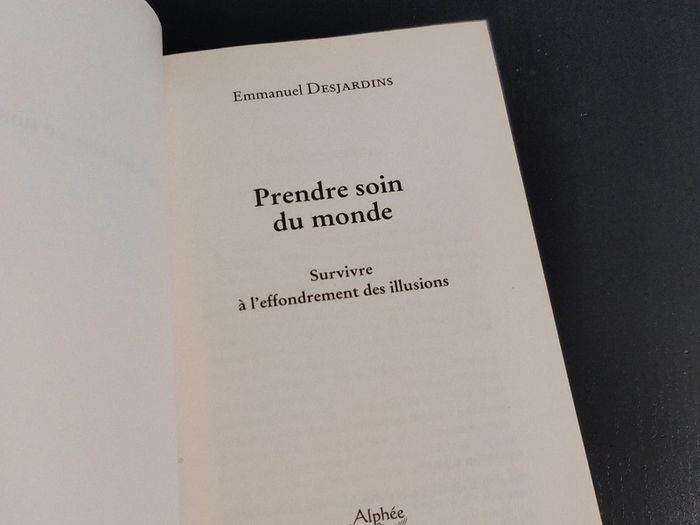 Emmanuel DESJARDINS
Prendre soin
du monde
Survivre
à l'effondrement des illusions
Alphée